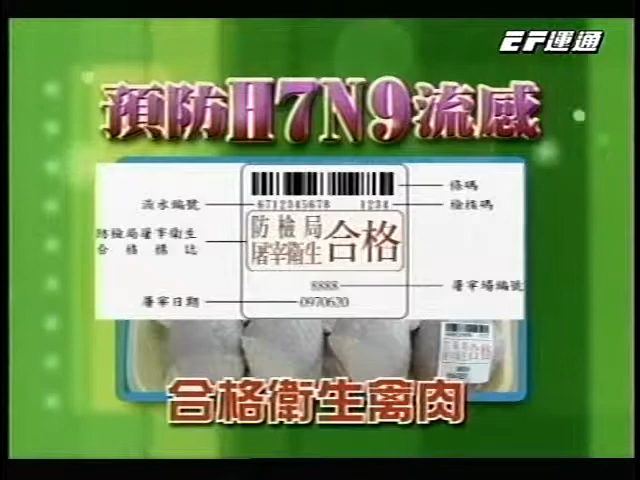 EF運通
預防H7N9流感
條碼
流水編號
6712345678 1234
檢核碼
防檢局屠宰衛生
合格標誌
防檢局
屠宰衛生
合格
8888
屠宰場編號
屠宰日期
0970620
合格
合格衛生禽肉